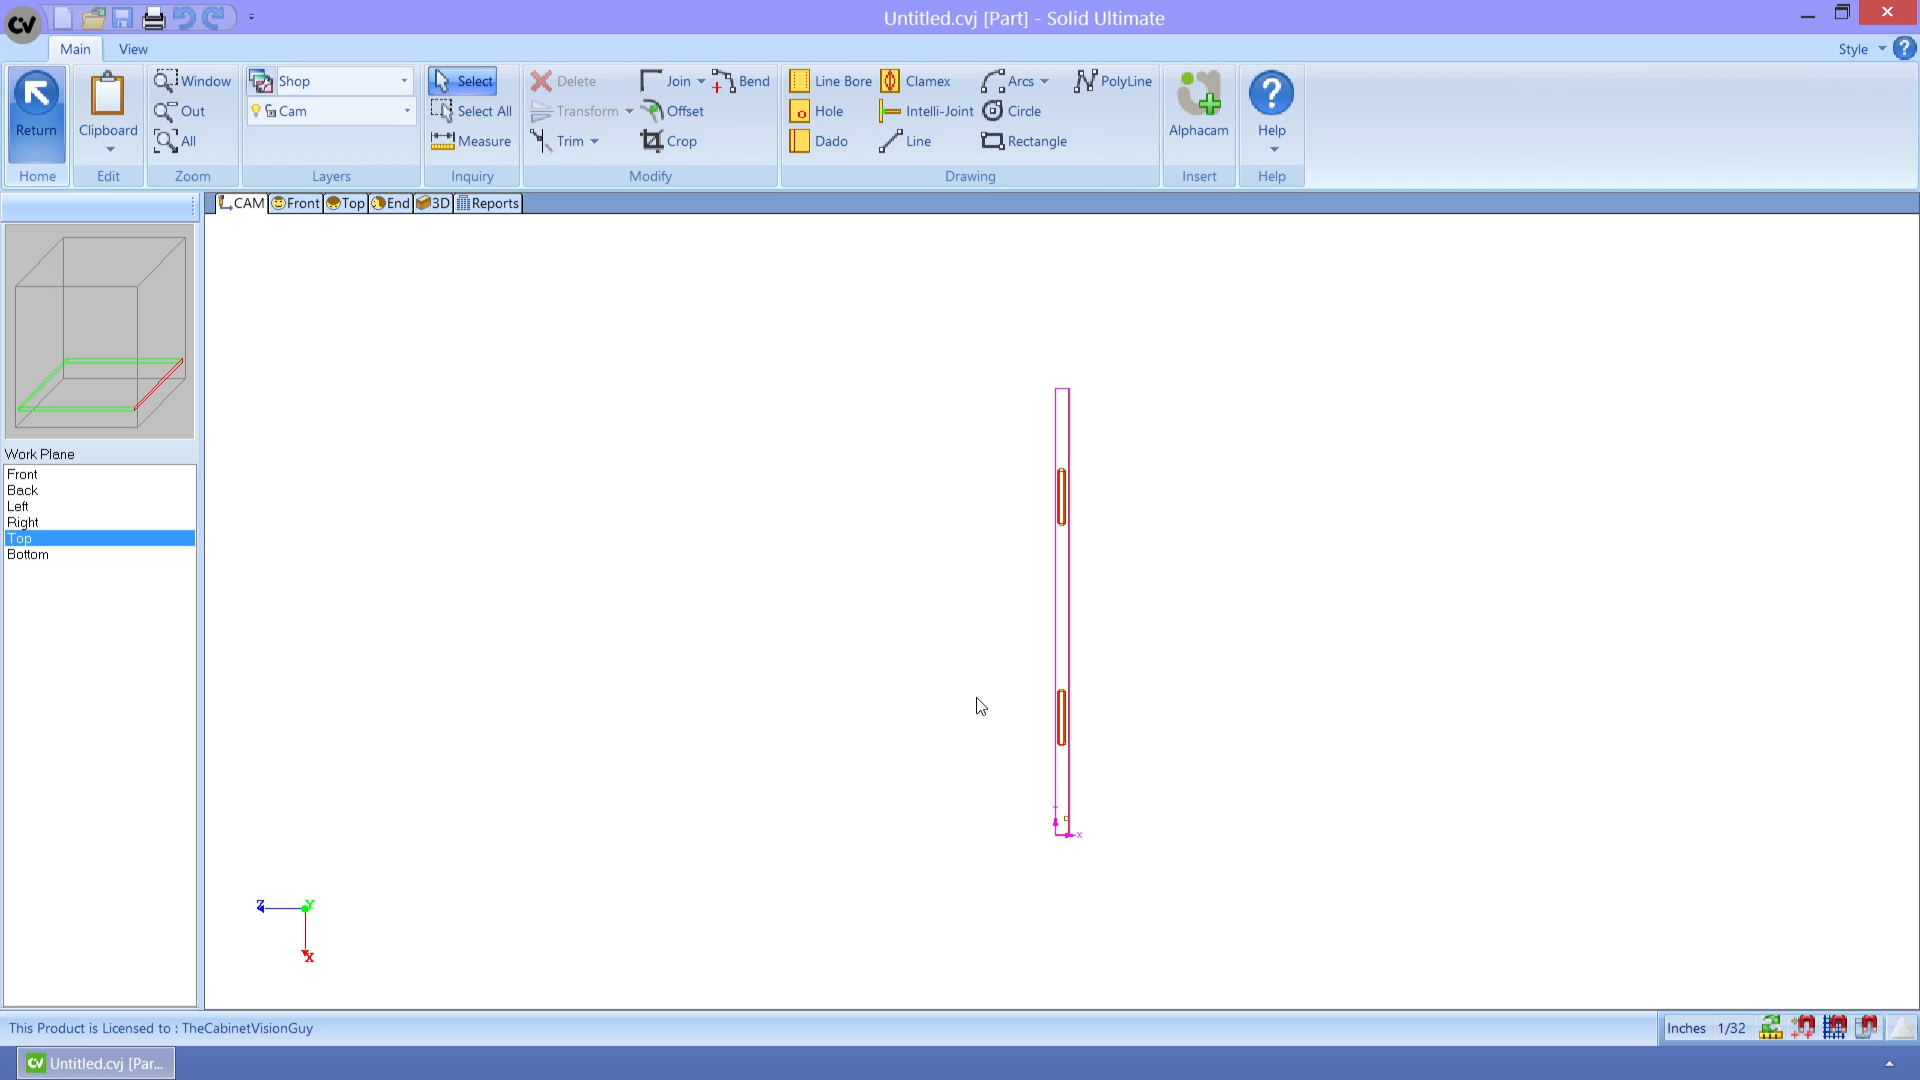 CV
Untitled.cvj [Part] - Solid Ultimate
Main View Style
Return
Home
Clipboard
Edit
Window
Out
All
Zoom
Shop
Cam
Layers
Select
Select All
Measure
Inquiry
Delete Join Bend
Transform Offset
Trim Crop
Modify
Line Bore Clamex Arcs PolyLine
Hole Intelli-Joint Circle
Dado Line Rectangle
Drawing
Alphacam
Insert
Help
Help
CAM Front Top End 3D Reports
Work Plane
Front
Back
Left
Right
Top
Bottom
Y
X
Z Y
X
This Product is Licensed to : TheCabinetVisionGuy
Inches 1/32
CV Untitled.cvj [Par...